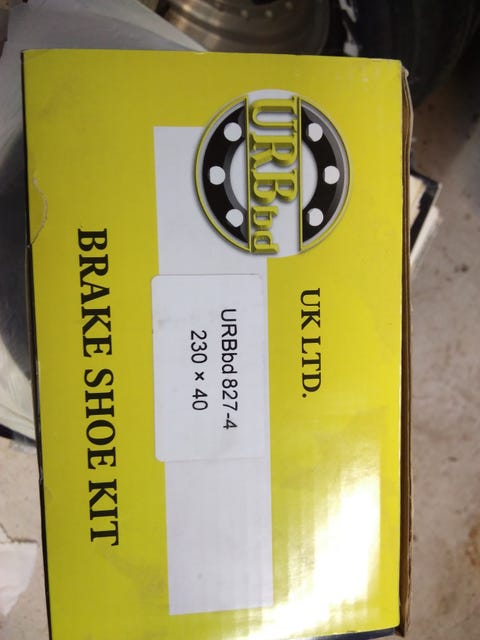 URBbd
UK LTD.
URBbd 827-4
230 × 40
BRAKE SHOE KIT